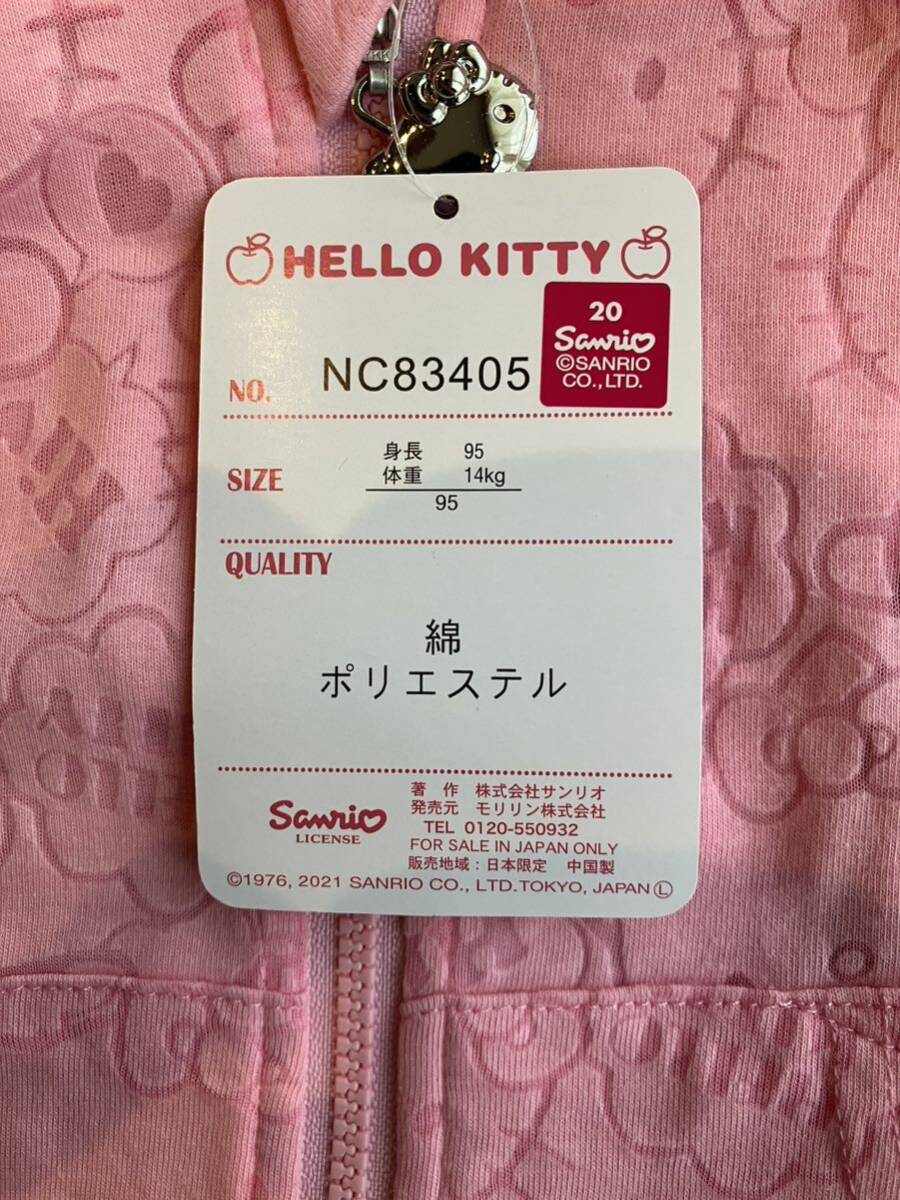 HELLO KITTY
20
Sanrio
©SANRIO
CO.,LTD.
NO. NC83405
SIZE
身長 95
体重 14kg
95
QUALITY
綿
ポリエステル
Sanrio
LICENSE
著 作 株式会社サンリオ
発売元 モリリン株式会社
TEL 0120-550932
FOR SALE IN JAPAN ONLY
販売地域：日本限定 中国製
©1976, 2021 SANRIO CO., LTD.TOKYO, JAPAN Ⓛ